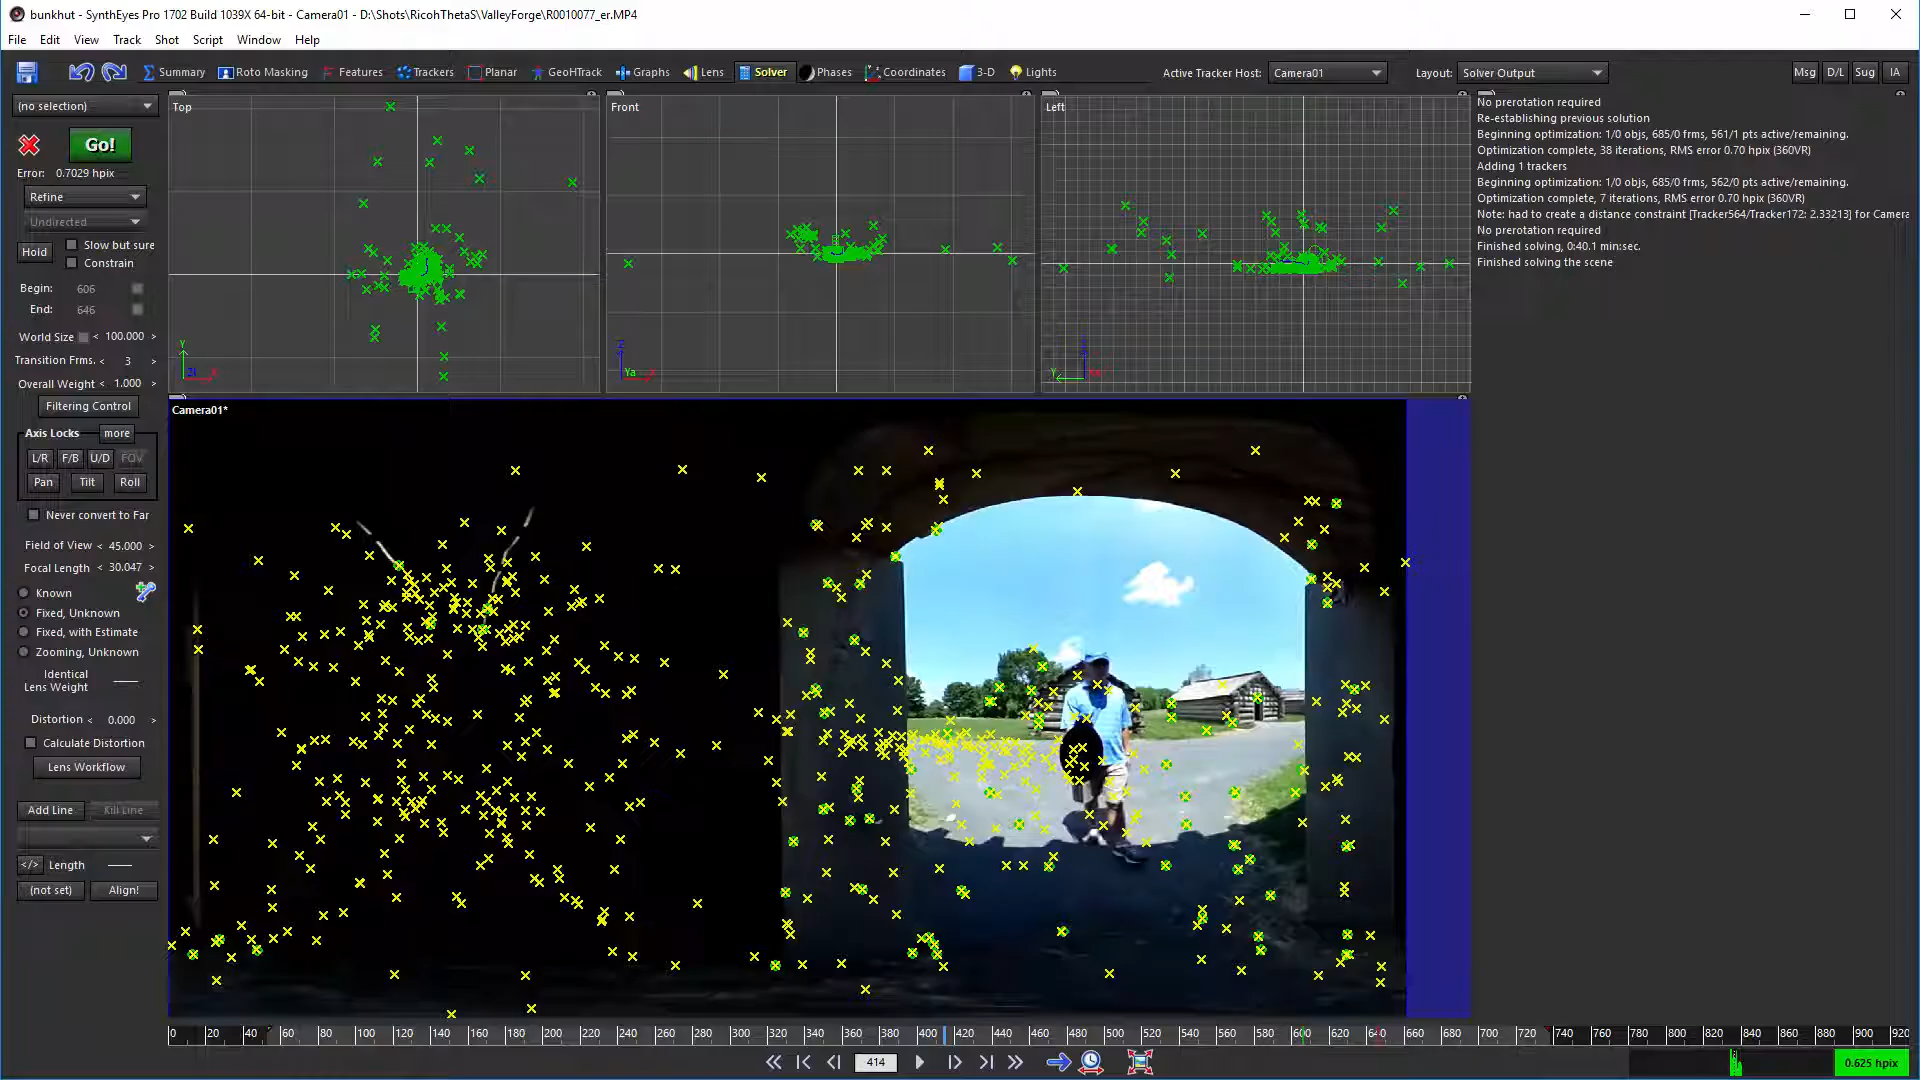 bunkhut - SynthEyes Pro 1702 Build 1039X 64-bit - Camera01 - D:\Shots\RicohThetaS\ValleyForge\R0010077_er.MP4
File Edit View Track Shot Script Window Help
Summary Roto Masking Features Trackers Planar GeoHTrack Graphs Lens Solver Phases Coordinates 3-D Lights Active Tracker Host: Camera01 Layout: Solver Output Msg D/L Sug IA
(no selection)
Go!
Error: 0.7029 hpix
Refine
Undirected
Hold
Slow but sure
Constrain
Begin: 606
End: 646
World Size < 100.000 >
Transition Frms. < 3 >
Overall Weight < 1.000 >
Filtering Control
Axis Locks more
L/R F/B U/D FOV
Pan Tilt Roll
Never convert to Far
Field of View < 45.000 >
Focal Length < 30.047 >
Known
Fixed, Unknown
Fixed, with Estimate
Zooming, Unknown
Identical
Lens Weight
Distortion < 0.000 >
Calculate Distortion
Lens Workflow
Add Line Kill Line
</> Length
(not set) Align!
Top
Y
X
Front
Z
Ya
Left
Y
Camera01*
No prerotation required
Re-establishing previous solution
Beginning optimization: 1/0 objs, 685/0 frms, 561/1 pts active/remaining.
Optimization complete, 38 iterations, RMS error 0.70 hpix (360VR)
Adding 1 trackers
Beginning optimization: 1/0 objs, 685/0 frms, 562/0 pts active/remaining.
Optimization complete, 7 iterations, RMS error 0.70 hpix (360VR)
Note: had to create a distance constraint [Tracker564/Tracker172: 2.33213] for Camera
No prerotation required
Finished solving, 0:40.1 min:sec.
Finished solving the scene
0 20 40 60 80 100 120 140 160 180 200 220 240 260 280 300 320 340 360 380 400 420 440 460 480 500 520 540 560 580 600 620 640 660 680 700 720 740 760 780 800 820 840 860 880 900 920
414
0.625 hpix